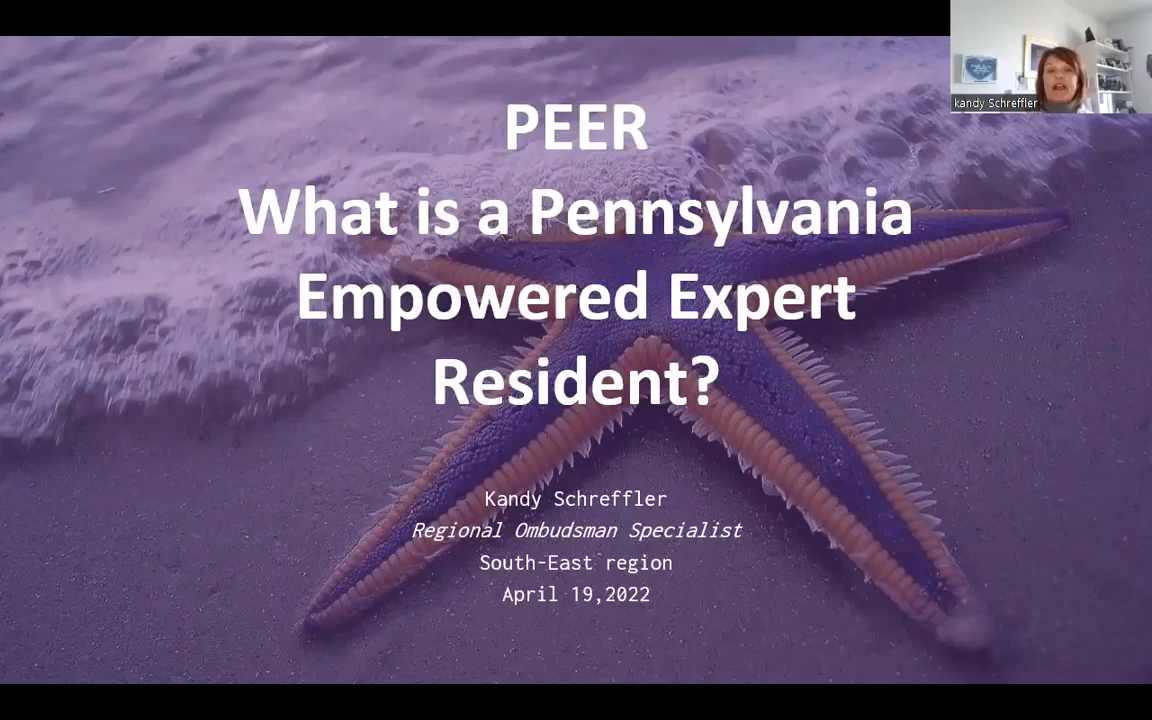 PEER
What is a Pennsylvania
Empowered Expert
Resident?
Kandy Schreffler
Regional Ombudsman Specialist
South-East region
April 19,2022
kandy Schreffler